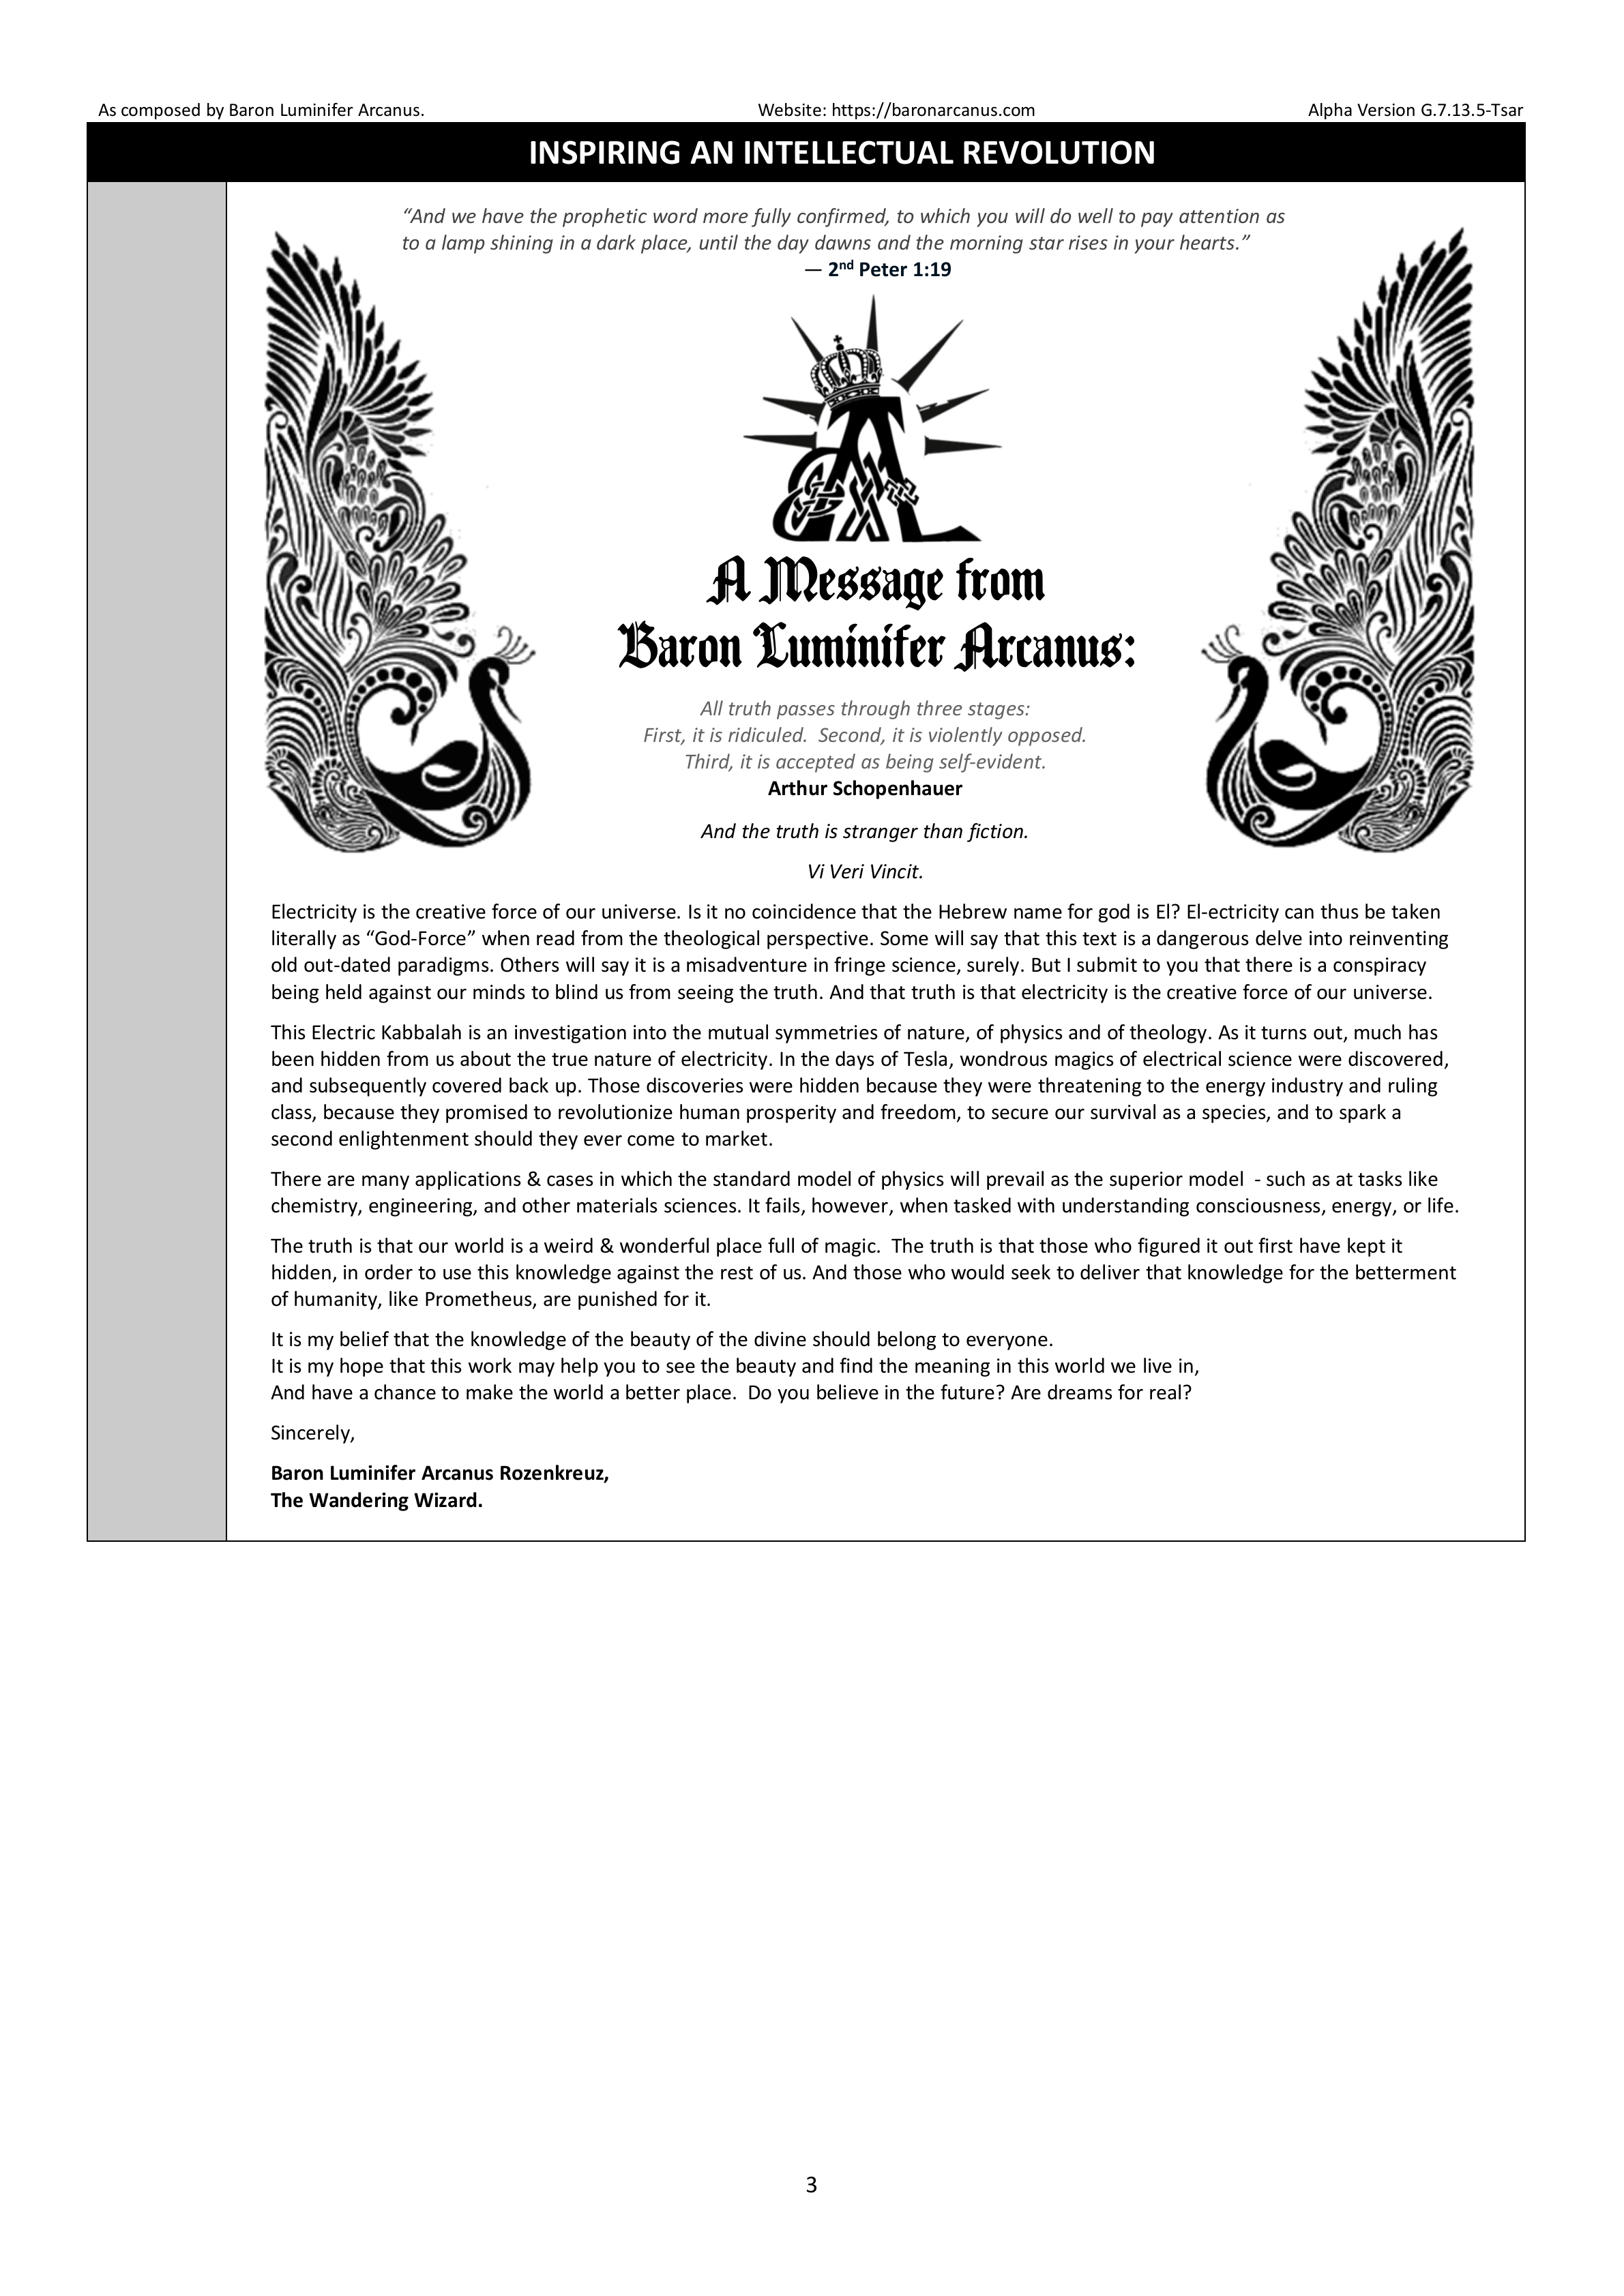 As composed by Baron Luminifer Arcanus. Website: https://baronarcanus.com Alpha Version G.7.13.5-Tsar
INSPIRING AN INTELLECTUAL REVOLUTION
“And we have the prophetic word more fully confirmed, to which you will do well to pay attention as
to a lamp shining in a dark place, until the day dawns and the morning star rises in your hearts.”
— 2nd Peter 1:19
A Message from
Baron Luminifer Arcanus:
All truth passes through three stages:
First, it is ridiculed.  Second, it is violently opposed.
Third, it is accepted as being self-evident.
Arthur Schopenhauer
And the truth is stranger than fiction.
Vi Veri Vincit.
Electricity is the creative force of our universe. Is it no coincidence that the Hebrew name for god is El? El-ectricity can thus be taken
literally as “God-Force” when read from the theological perspective. Some will say that this text is a dangerous delve into reinventing
old out-dated paradigms. Others will say it is a misadventure in fringe science, surely. But I submit to you that there is a conspiracy
being held against our minds to blind us from seeing the truth. And that truth is that electricity is the creative force of our universe.
This Electric Kabbalah is an investigation into the mutual symmetries of nature, of physics and of theology. As it turns out, much has
been hidden from us about the true nature of electricity. In the days of Tesla, wondrous magics of electrical science were discovered,
and subsequently covered back up. Those discoveries were hidden because they were threatening to the energy industry and ruling
class, because they promised to revolutionize human prosperity and freedom, to secure our survival as a species, and to spark a
second enlightenment should they ever come to market.
There are many applications & cases in which the standard model of physics will prevail as the superior model  - such as at tasks like
chemistry, engineering, and other materials sciences. It fails, however, when tasked with understanding consciousness, energy, or life.
The truth is that our world is a weird & wonderful place full of magic.  The truth is that those who figured it out first have kept it
hidden, in order to use this knowledge against the rest of us. And those who would seek to deliver that knowledge for the betterment
of humanity, like Prometheus, are punished for it.
It is my belief that the knowledge of the beauty of the divine should belong to everyone.
It is my hope that this work may help you to see the beauty and find the meaning in this world we live in,
And have a chance to make the world a better place.  Do you believe in the future? Are dreams for real?
Sincerely,
Baron Luminifer Arcanus Rozenkreuz,
The Wandering Wizard.
3